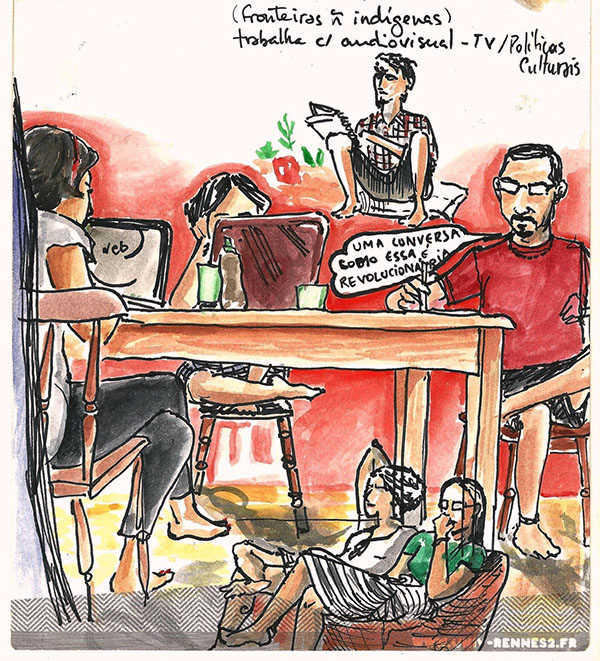 (fronteiras ñ indígenas)
trabalha c/ audiovisual - TV/Políticas
Culturais
UMA CONVERSA
COMO ESSA É
REVOLUCIONÁRIA
web
-RENNES2.FR